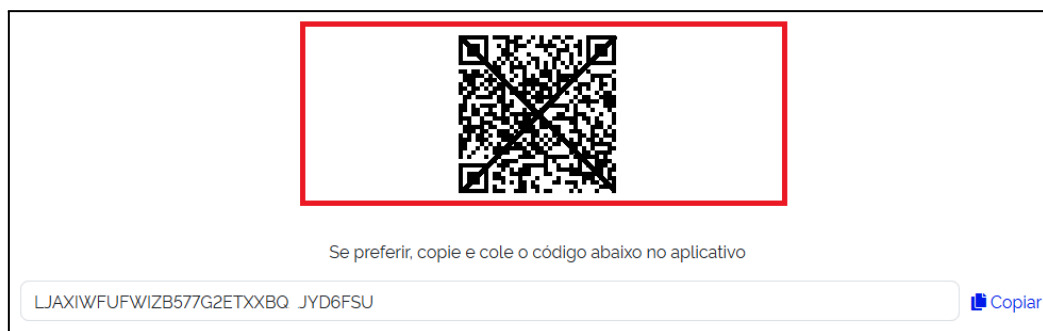 Se preferir, copie e cole o código abaixo no aplicativo
LJAXIWFUFWIZB577G2ETXXBQ JYD6FSU Copiar